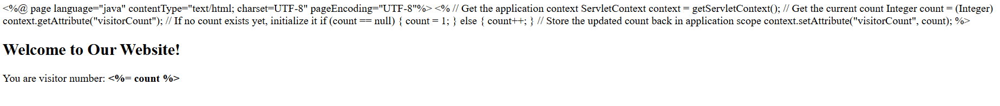 <%@ page language="java" contentType="text/html; charset=UTF-8" pageEncoding="UTF-8"%> <% // Get the application context ServletContext context = getServletContext(); // Get the current count Integer count = (Integer)
context.getAttribute("visitorCount"); // If no count exists yet, initialize it if (count == null) { count = 1; } else { count++; } // Store the updated count back in application scope context.setAttribute("visitorCount", count); %>
Welcome to Our Website!
You are visitor number: <%= count %>